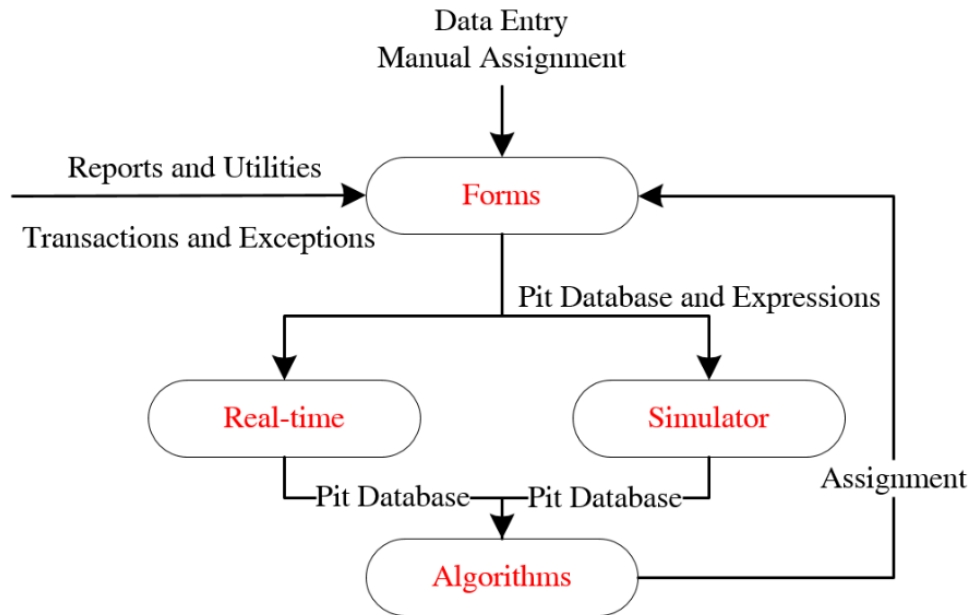 Data Entry
Manual Assignment
Reports and Utilities
Forms
Transactions and Exceptions
Pit Database and Expressions
Real-time
Simulator
Assignment
Pit Database
Pit Database
Algorithms